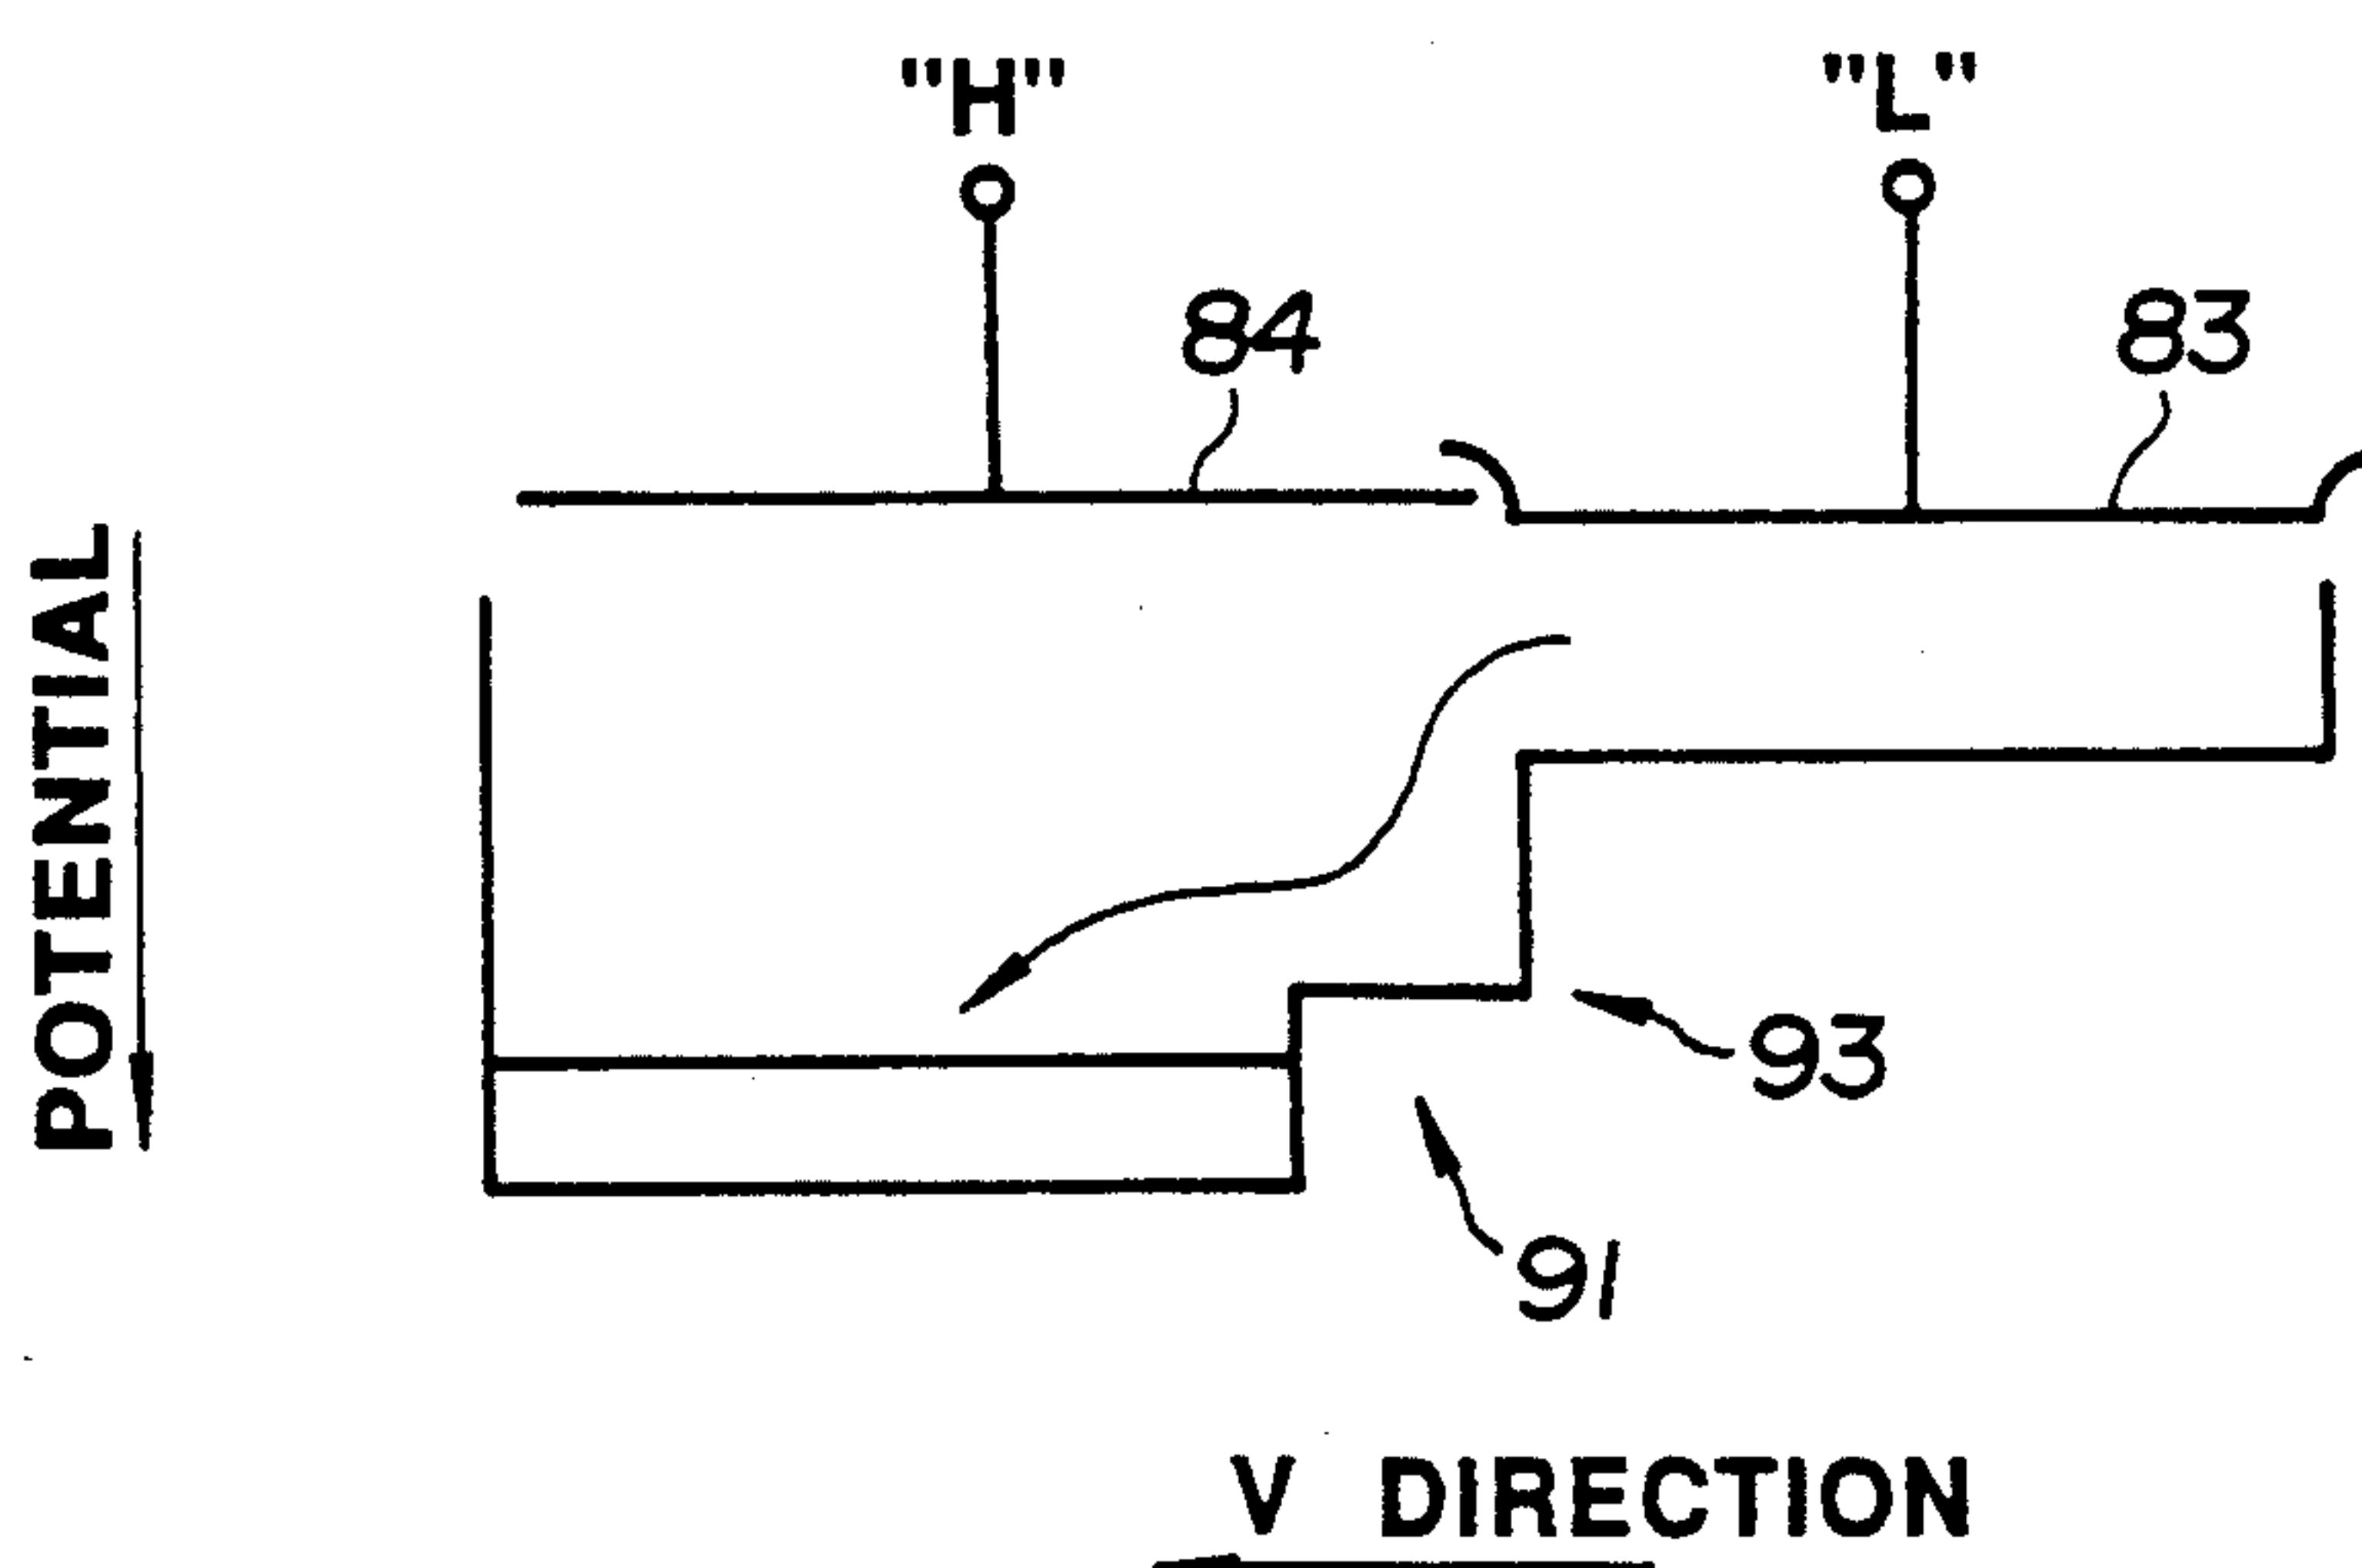 "H"
"L"
84
83
POTENTIAL
93
91
V DIRECTION